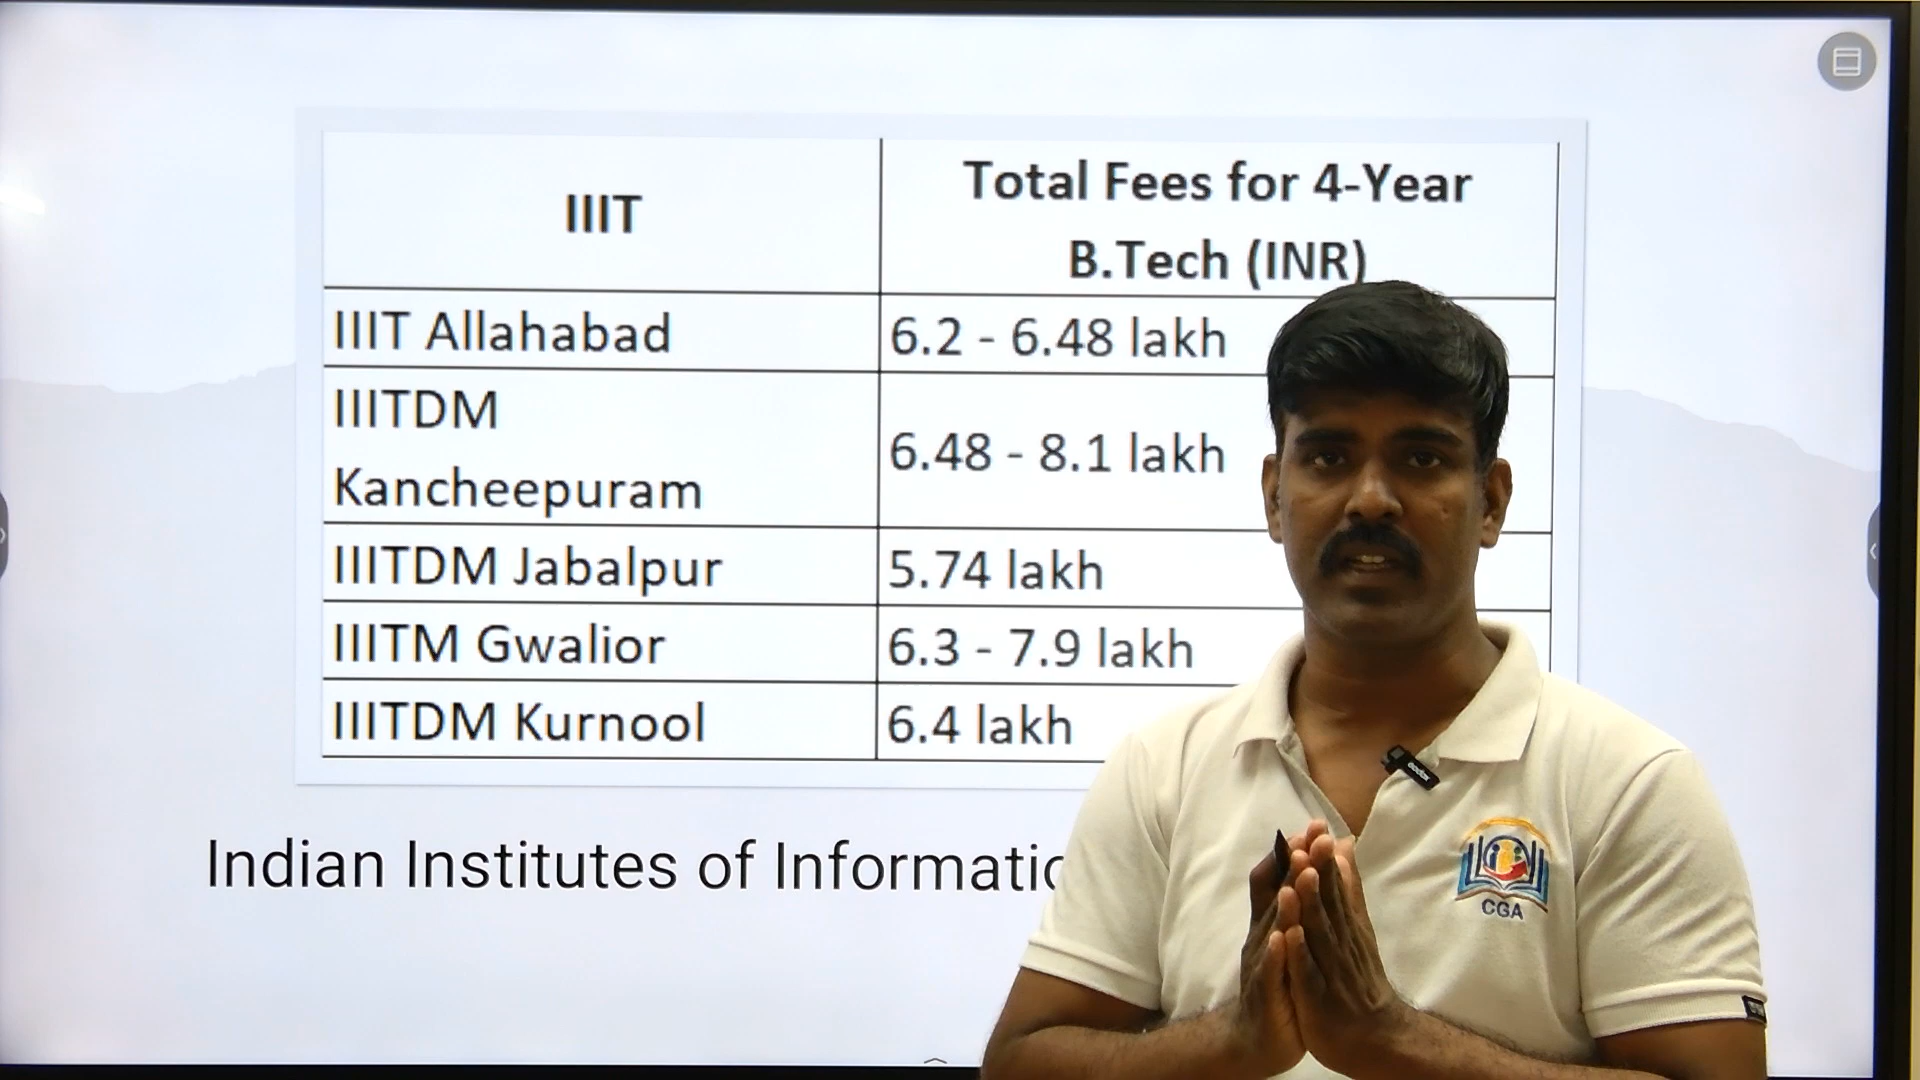 IIIT
Total Fees for 4-Year
B.Tech (INR)
IIIT Allahabad
6.2 - 6.48 lakh
IIITDM
Kancheepuram
6.48 - 8.1 lakh
IIITDM Jabalpur
5.74 lakh
IIITM Gwalior
6.3 - 7.9 lakh
IIITDM Kurnool
6.4 lakh
Indian Institutes of
CGA